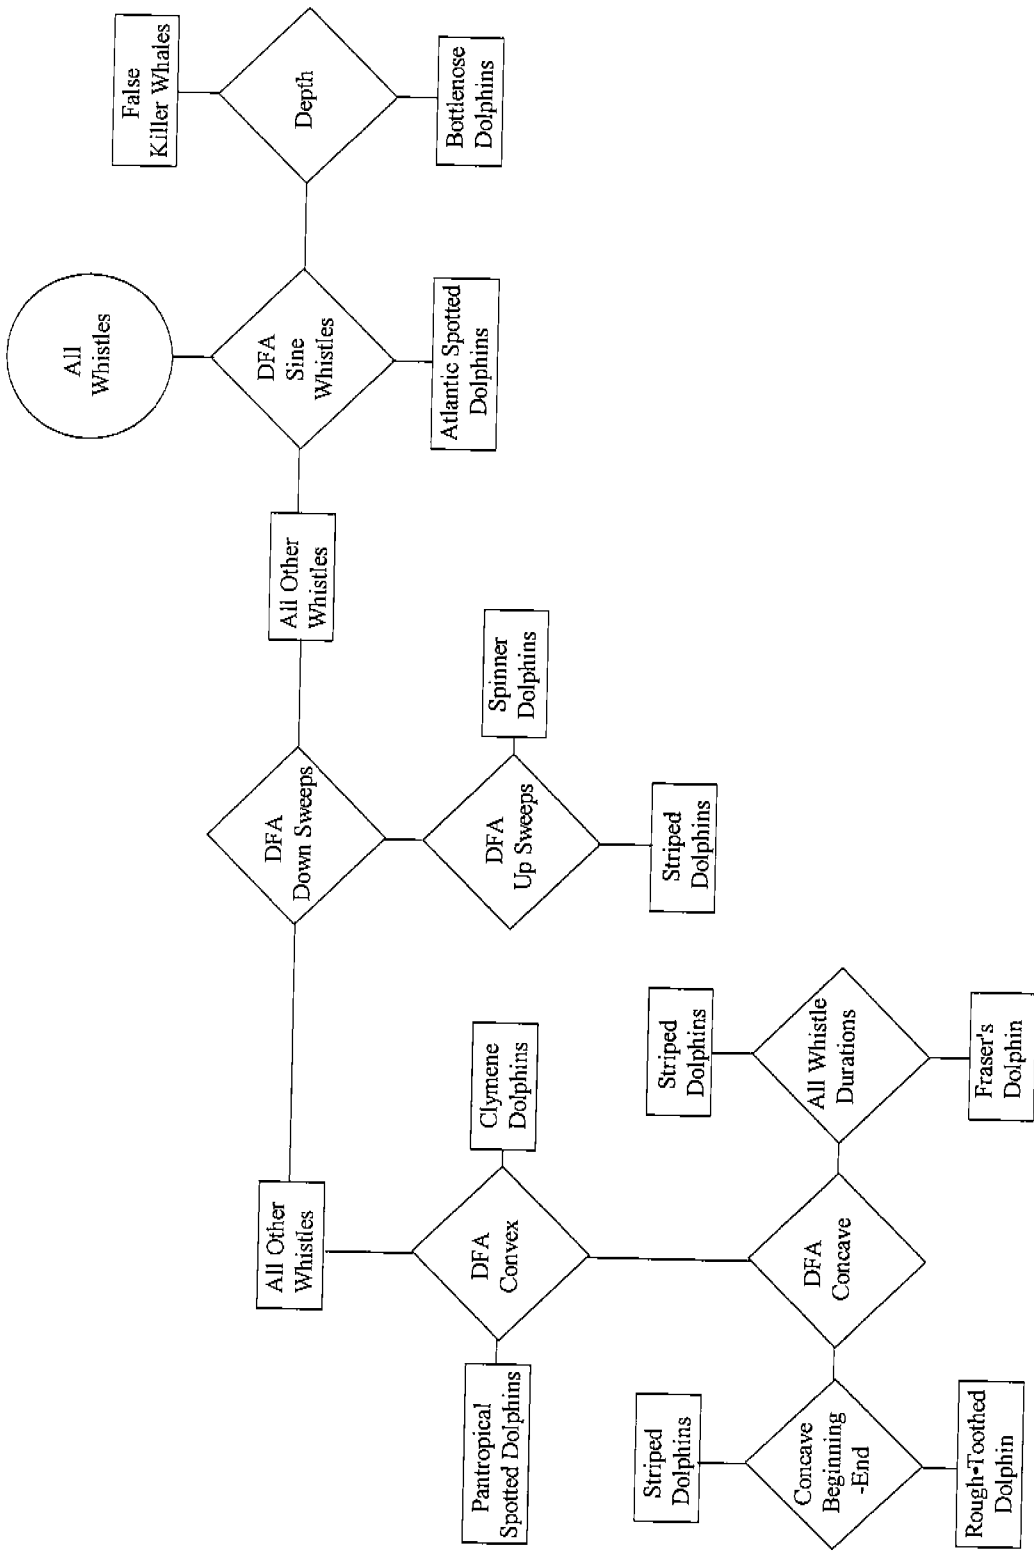 All
Whistles
False
Killer Whales
DFA
Sine
Whistles
Depth
Atlantic Spotted
Dolphins
Bottlenose
Dolphins
All Other
Whistles
DFA
Down Sweeps
DFA
Up Sweeps
Spinner
Dolphins
Striped
Dolphins
All Other
Whistles
Pantropical
Spotted Dolphins
DFA
Convex
Clymene
Dolphins
Striped
Dolphins
Striped
Dolphins
Concave
Beginning
-End
DFA
Concave
All Whistle
Durations
Rough•Toothed
Dolphin
Fraser's
Dolphin